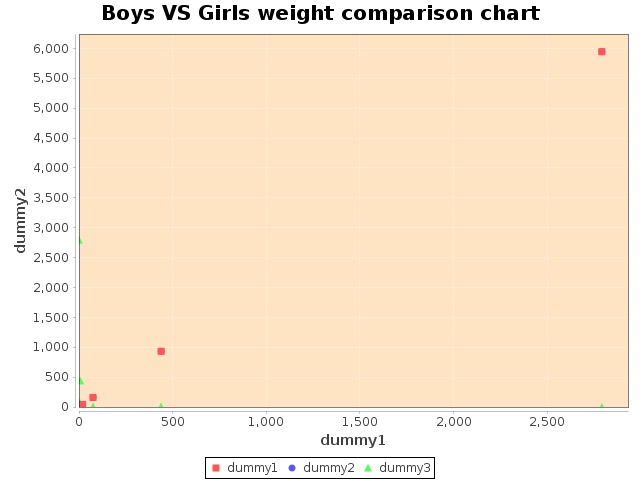 Boys VS Girls weight comparison chart
6,000
5,500
5,000
4,500
4,000
3,500
3,000
2,500
2,000
1,500
1,000
500
0
dummy2
0 500 1,000 1,500 2,000 2,500
dummy1
dummy1 dummy2 dummy3